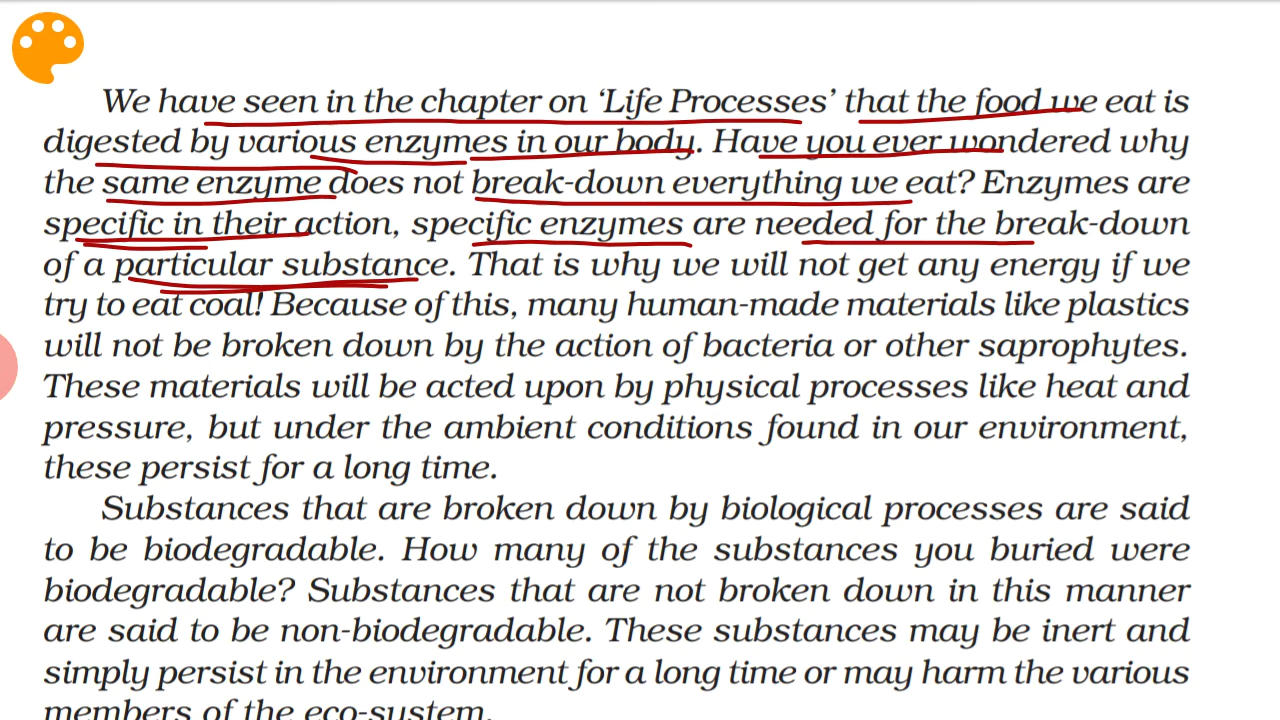 We have seen in the chapter on ‘Life Processes’ that the food we eat is
digested by various enzymes in our body. Have you ever wondered why
the same enzyme does not break-down everything we eat? Enzymes are
specific in their action, specific enzymes are needed for the break-down
of a particular substance. That is why we will not get any energy if we
try to eat coal! Because of this, many human-made materials like plastics
will not be broken down by the action of bacteria or other saprophytes.
These materials will be acted upon by physical processes like heat and
pressure, but under the ambient conditions found in our environment,
these persist for a long time.
Substances that are broken down by biological processes are said
to be biodegradable. How many of the substances you buried were
biodegradable? Substances that are not broken down in this manner
are said to be non-biodegradable. These substances may be inert and
simply persist in the environment for a long time or may harm the various
members of the eco-system.